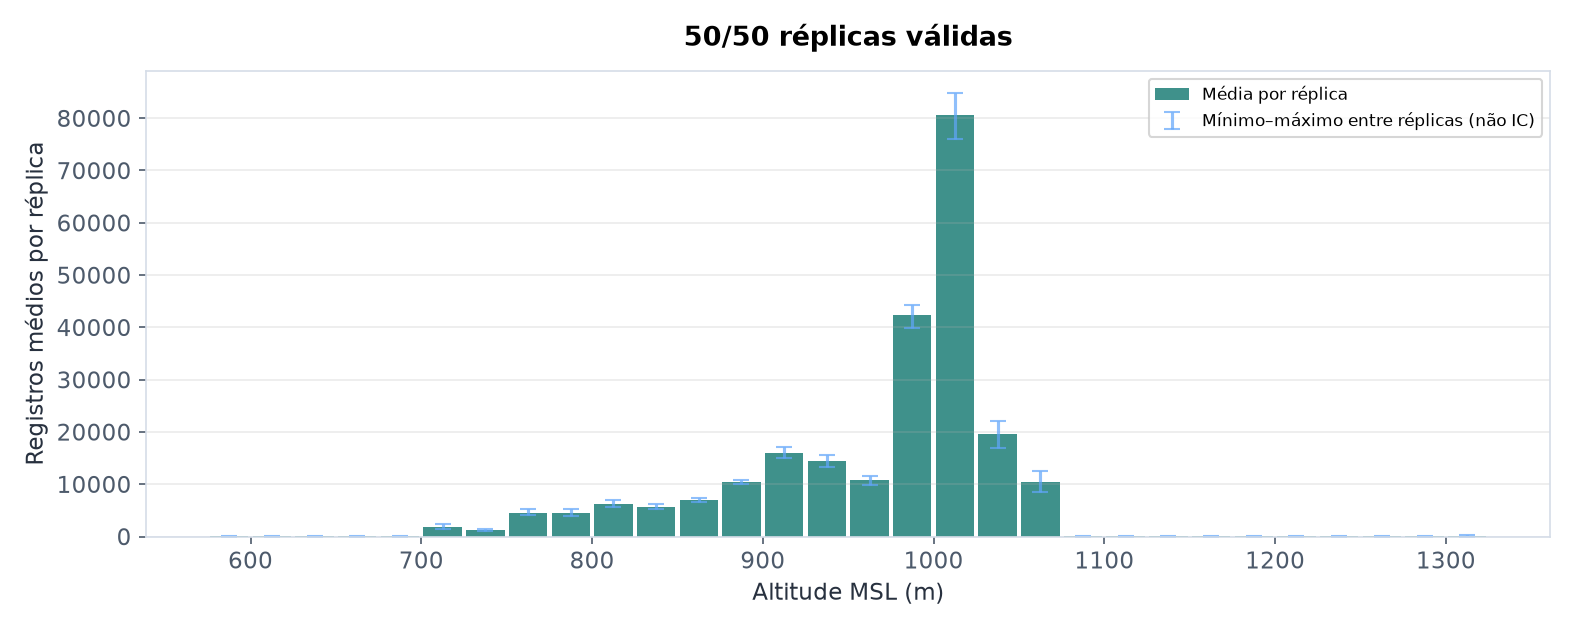 50/50 réplicas válidas
Média por réplica
Mínimo–máximo entre réplicas (não IC)
Registros médios por réplica
80000
70000
60000
50000
40000
30000
20000
10000
0
600 700 800 900 1000 1100 1200 1300
Altitude MSL (m)